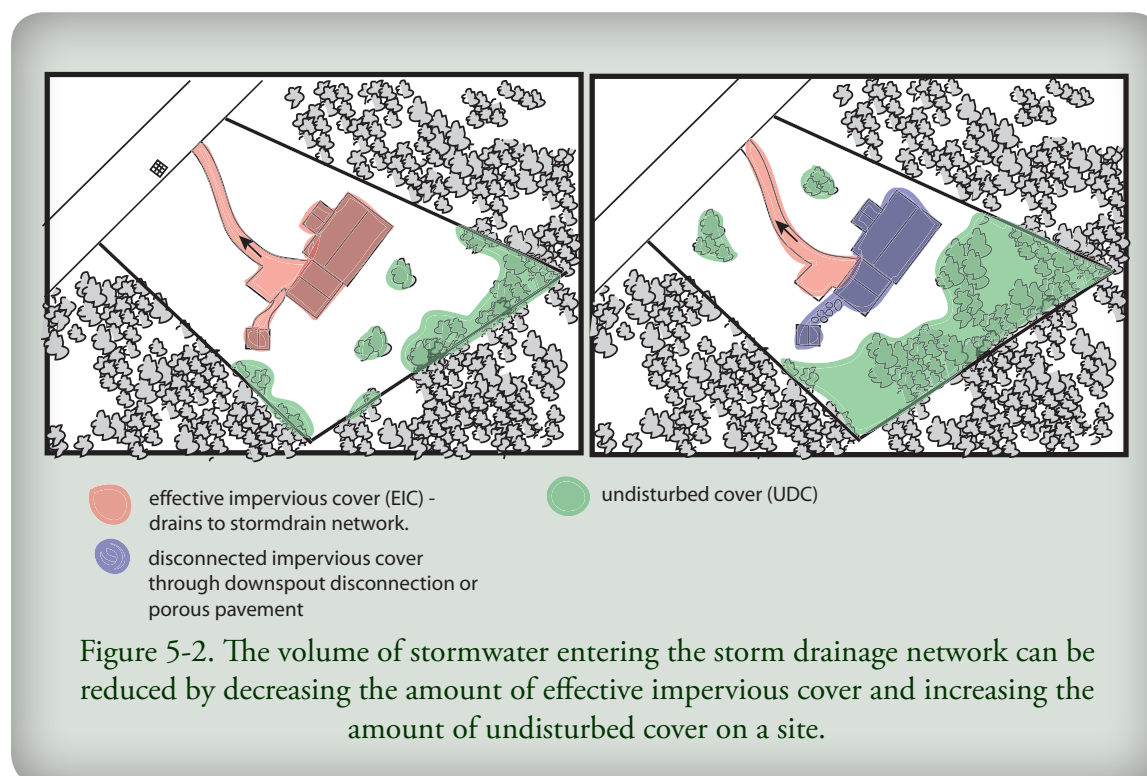 effective impervious cover (EIC) -
drains to stormdrain network.
disconnected impervious cover
through downspout disconnection or
porous pavement
undisturbed cover (UDC)
Figure 5-2. The volume of stormwater entering the storm drainage network can be
reduced by decreasing the amount of effective impervious cover and increasing the
amount of undisturbed cover on a site.